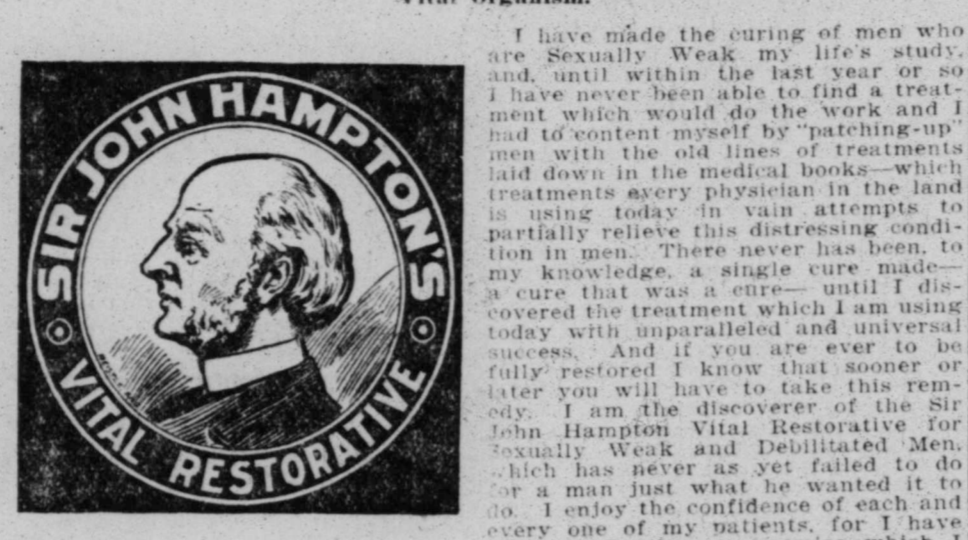 Vital Organism.
SIR JOHN HAMPTON'S
VITAL RESTORATIVE
I have made the curing of men who
are Sexually Weak my life's study,
and, until within the last year or so
I have never been able to find a treat-
ment which would do the work and I
had to content myself by "patching-up"
men with the old lines of treatments
laid down in the medical books—which
treatments every physician in the land
is using today in vain attempts to
partially relieve this distressing condi-
tion in men. There never has been, to
my knowledge, a single cure made—
a cure that was a cure— until I dis-
covered the treatment which I am using
today with unparalleled and universal
success. And if you are ever to be
fully restored I know that sooner or
later you will have to take this rem-
edy. I am the discoverer of the Sir
John Hampton Vital Restorative for
Sexually Weak and Debilitated Men,
which has never as yet failed to do
for a man just what he wanted it to
do. I enjoy the confidence of each and
every one of my patients, for I have
which I